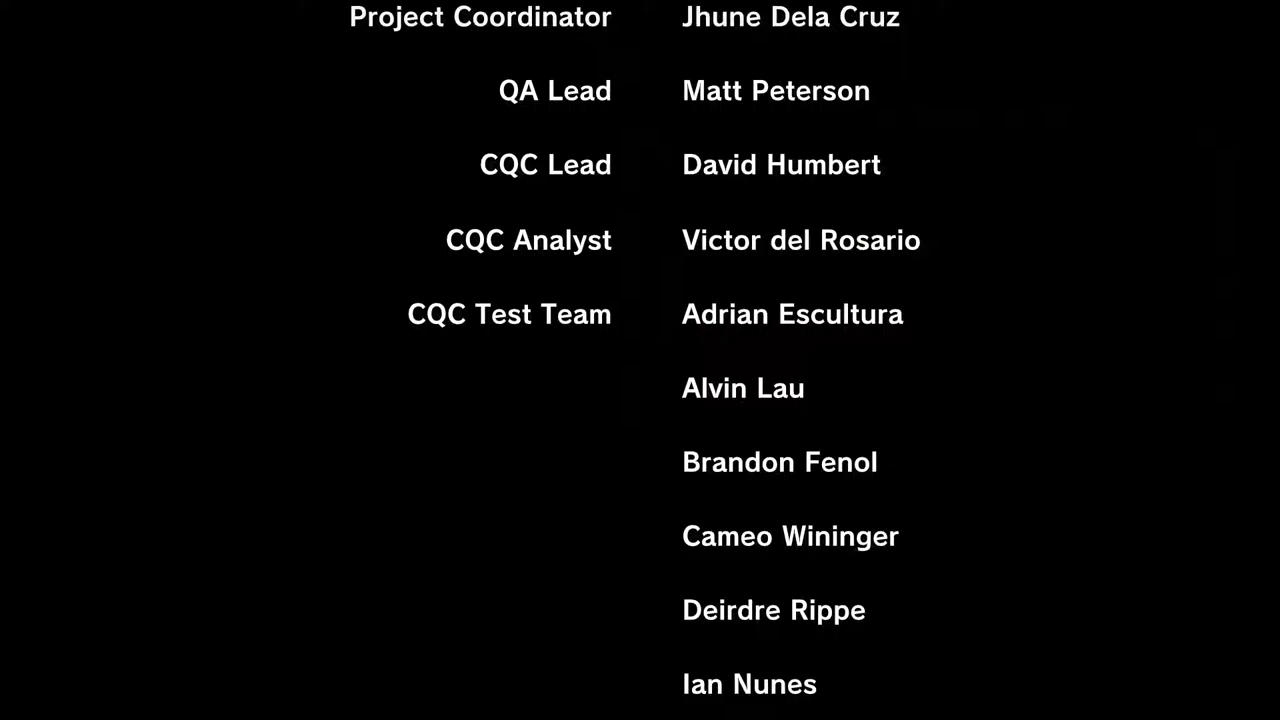 Project Coordinator Jhune Dela Cruz
QA Lead Matt Peterson
CQC Lead David Humbert
CQC Analyst Victor del Rosario
CQC Test Team Adrian Escultura
Alvin Lau
Brandon Fenol
Cameo Wininger
Deirdre Rippe
Ian Nunes